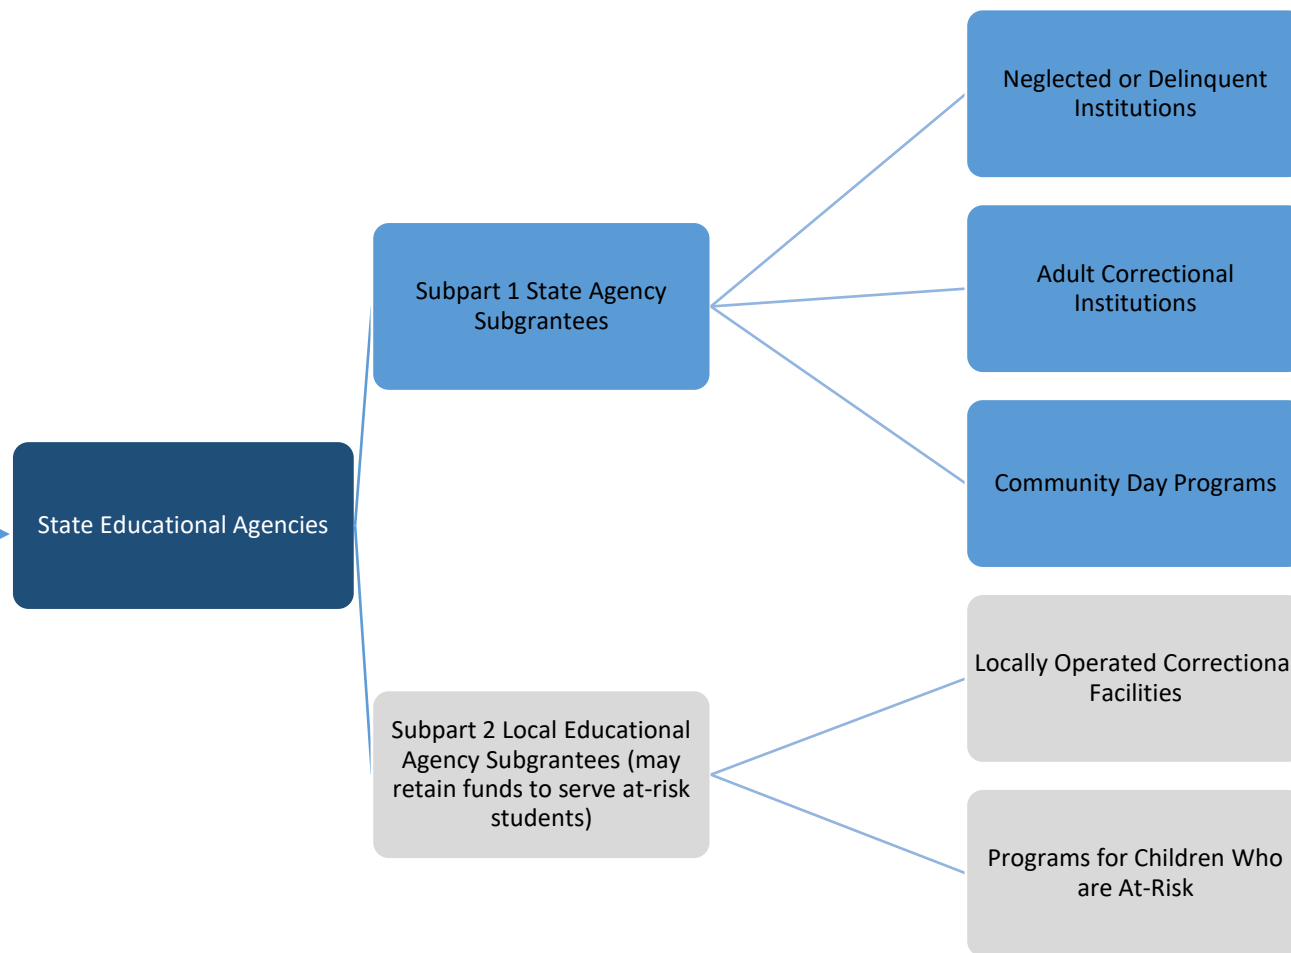 Neglected or Delinquent
Institutions
Subpart 1 State Agency
Subgrantees
Adult Correctional
Institutions
Community Day Programs
State Educational Agencies
Locally Operated Correctiona
Facilities
Subpart 2 Local Educational
Agency Subgrantees (may
retain funds to serve at-risk
students)
Programs for Children Who
are At-Risk